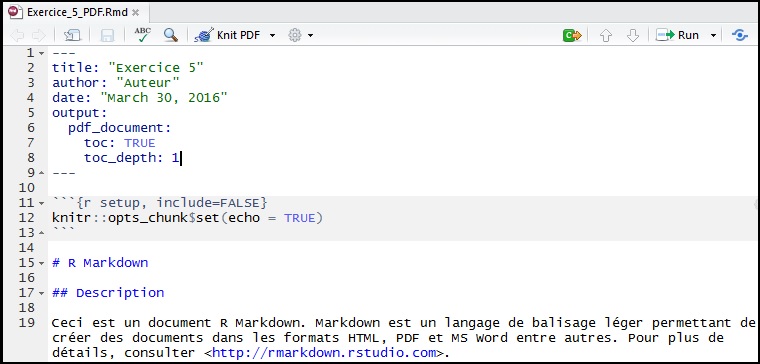 Exercice_5_PDF.Rmd
ABC
Knit PDF
Run
1 ---
2 title: "Exercice 5"
3 author: "Auteur"
4 date: "March 30, 2016"
5 output:
6   pdf_document:
7     toc: TRUE
8     toc_depth: 1
9 ---
10
11 ```{r setup, include=FALSE}
12 knitr::opts_chunk$set(echo = TRUE)
13 ```
14
15 # R Markdown
16
17 ## Description
18
19 Ceci est un document R Markdown. Markdown est un langage de balisage léger permettant de
créer des documents dans les formats HTML, PDF et MS Word entre autres. Pour plus de
détails, consulter <http://rmarkdown.rstudio.com>.